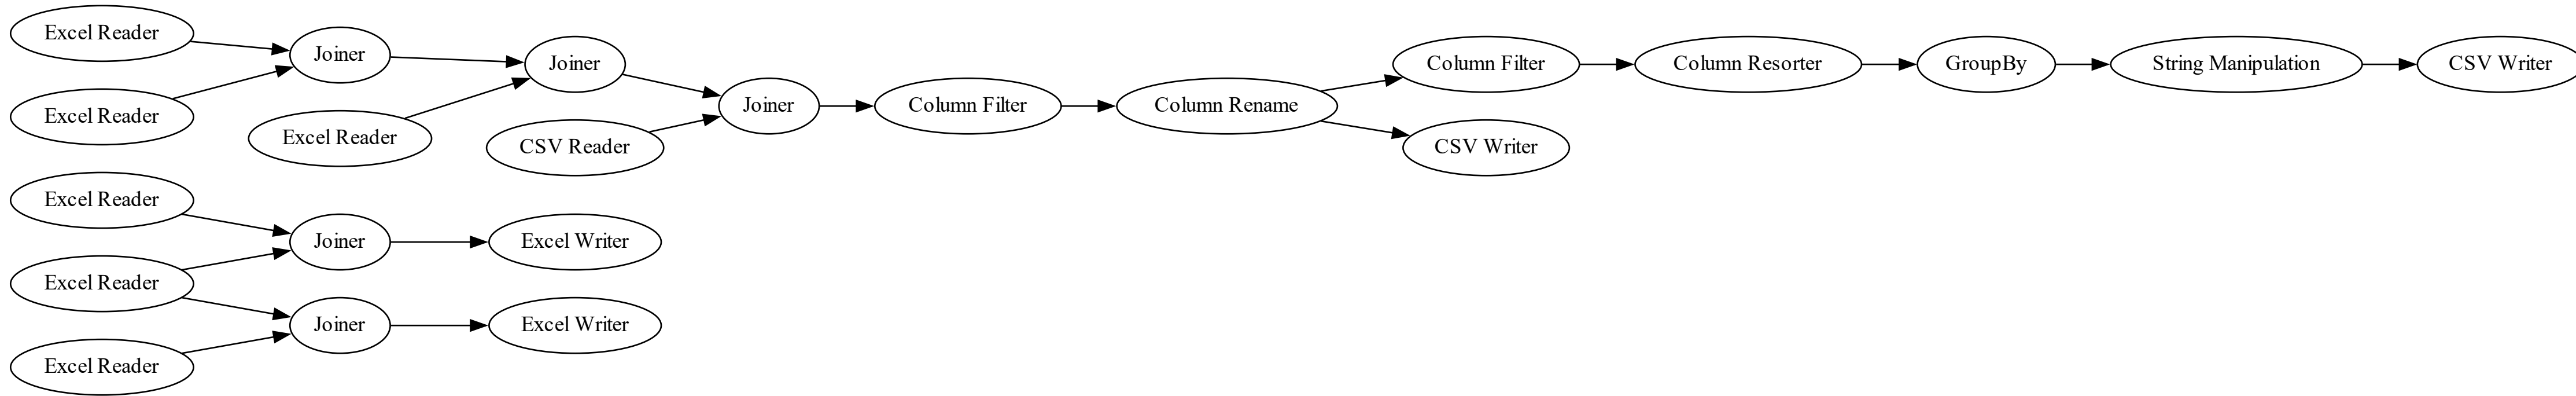 Excel Reader
Joiner
Excel Reader
Joiner
Excel Reader
Joiner
CSV Reader
Column Filter
Column Rename
Column Filter
Column Resorter
GroupBy
String Manipulation
CSV Writer
CSV Writer
Excel Reader
Joiner
Excel Writer
Excel Reader
Joiner
Excel Writer
Excel Reader